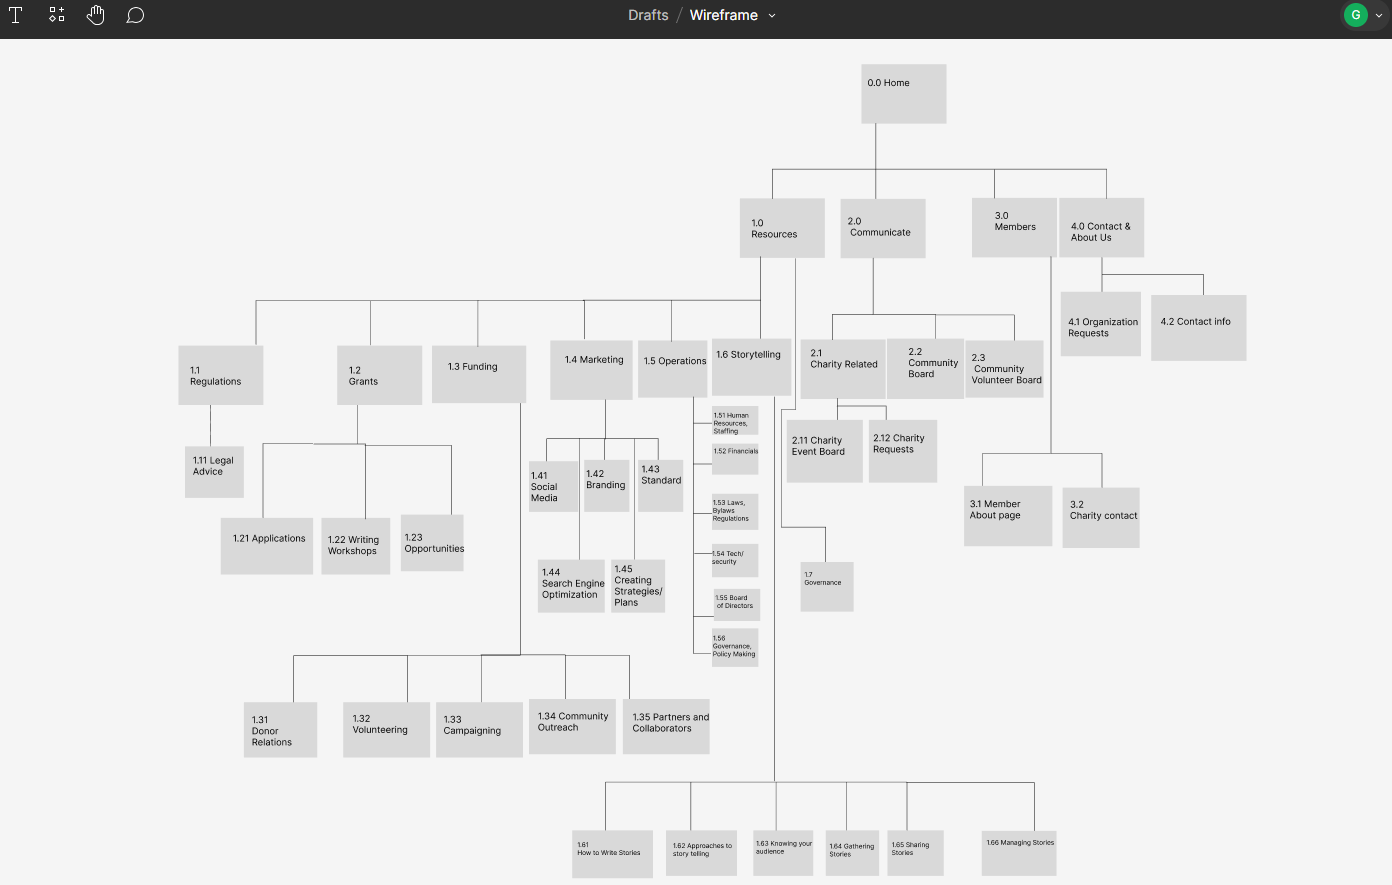 Drafts / Wireframe
G
0.0 Home
1.0
Resources
2.0
Communicate
3.0
Members
4.0 Contact &
About Us
4.1 Organization
Requests
4.2 Contact info
1.1
Regulations
1.2
Grants
1.3 Funding
1.4 Marketing
1.5 Operations
1.6 Storytelling
2.1
Charity Related
2.2
Community
Board
2.3
Community
Volunteer Board
1.11 Legal
Advice
1.21 Applications
1.22 Writing
Workshops
1.23
Opportunities
1.41
Social
Media
1.42
Branding
1.43
Standard
1.44
Search Engine
Optimization
1.45
Creating
Strategies/
Plans
1.51 Human
Resources,
Staffing
1.52 Financials
1.53 Laws,
Bylaws
Regulations
1.54 Tech/
security
1.55 Board
of Directors
1.56
Governance,
Policy Making
2.11 Charity
Event Board
2.12 Charity
Requests
3.1 Member
About page
3.2
Charity contact
1.7
Governance
1.31
Donor
Relations
1.32
Volunteering
1.33
Campaigning
1.34 Community
Outreach
1.35 Partners and
Collaborators
1.61
How to Write Stories
1.62 Approaches to
story telling
1.63 Knowing your
audience
1.64 Gathering
Stories
1.65 Sharing
Stories
1.66 Managing Stories